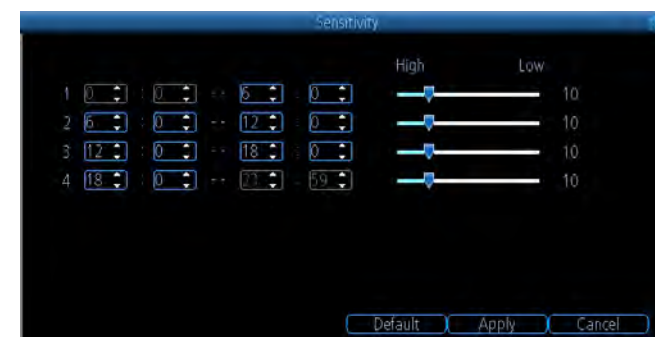 Sensitivity
High Low
1 0 : 0 -- 6 : 0 10
2 6 : 0 -- 12 : 0 10
3 12 : 0 -- 18 : 0 10
4 18 : 0 -- 23 : 59 10
Default Apply Cancel